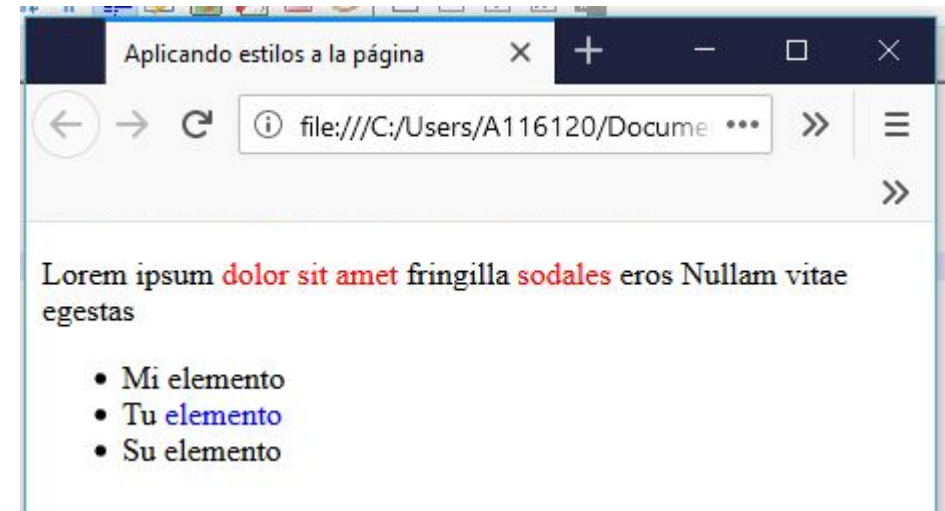 Aplicando estilos a la página
file:///C:/Users/A116120/Docume
Lorem ipsum dolor sit amet fringilla sodales eros Nullam vitae
egestas
Mi elemento
Tu elemento
Su elemento